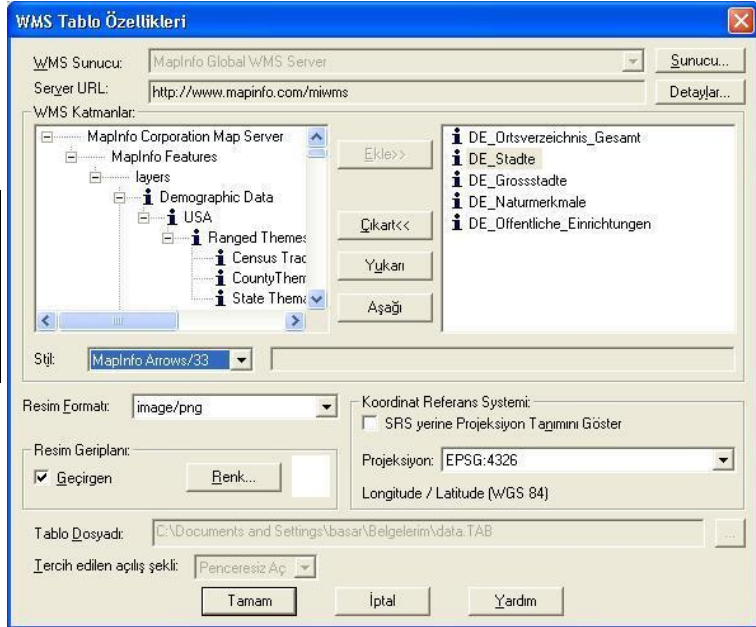 WMS Tablo Özellikleri
WMS Sunucu: MapInfo Global WMS Server Sunucu...
Server URL: http://www.mapinfo.com/miwms Detaylar...
WMS Katmanlar:
MapInfo Corporation Map Server
MapInfo Features
layers
Demographic Data
USA
Ranged Themes
Census Trac
CountyThem
State Thema
Ekle>>
Çıkart<<
Yukarı
Aşağı
DE_Ortsverzeichnis_Gesamt
DE_Stadte
DE_Grossstadte
DE_Naturmerkmale
DE_Offentliche_Einrichtungen
Stil: MapInfo Arrows/33
Resim Formatı: image/png
Resim Geriplanı:
Geçirgen Renk...
Koordinat Referans Systemi:
SRS yerine Projeksiyon Tanımını Göster
Projeksiyon: EPSG:4326
Longitude / Latitude (WGS 84)
Tablo Dosyadı: C:\Documents and Settings\basar\Belgelerim\data.TAB ...
Tercih edilen açılış şekli: Penceresiz Aç
Tamam İptal Yardım